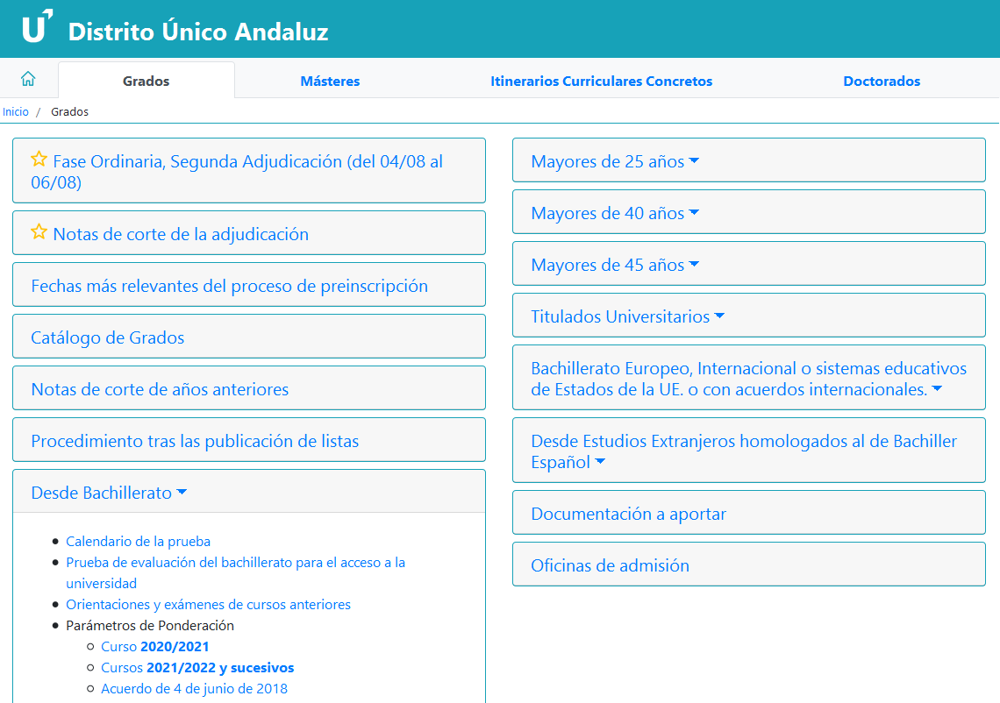 Distrito Único Andaluz
Grados
Másteres
Itinerarios Curriculares Concretos
Doctorados
Inicio / Grados
Fase Ordinaria, Segunda Adjudicación (del 04/08 al
06/08)
Notas de corte de la adjudicación
Fechas más relevantes del proceso de preinscripción
Catálogo de Grados
Notas de corte de años anteriores
Procedimiento tras las publicación de listas
Desde Bachillerato
Calendario de la prueba
Prueba de evaluación del bachillerato para el acceso a la
universidad
Orientaciones y exámenes de cursos anteriores
Parámetros de Ponderación
Curso 2020/2021
Cursos 2021/2022 y sucesivos
Acuerdo de 4 de junio de 2018
Mayores de 25 años
Mayores de 40 años
Mayores de 45 años
Titulados Universitarios
Bachillerato Europeo, Internacional o sistemas educativos
de Estados de la UE. o con acuerdos internacionales.
Desde Estudios Extranjeros homologados al de Bachiller
Español
Documentación a aportar
Oficinas de admisión